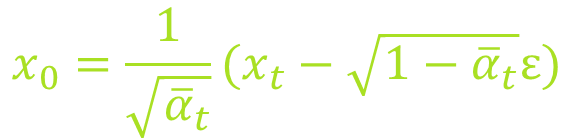 x₀ = 1/√ᾱₜ (xₜ − √(1 − ᾱₜ)ε)